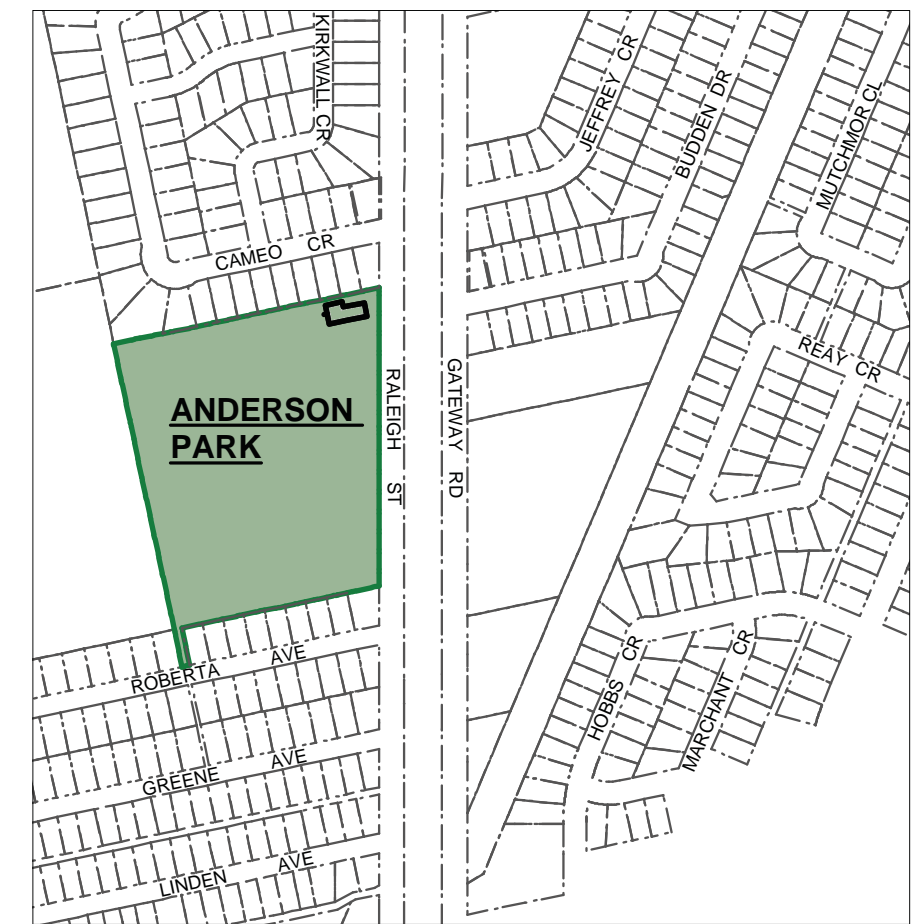 KIRKWALL CR
JEFFREY CR
BUDDEN DR
MUTCHMOR CL
CAMEO CR
REAY CR
ANDERSON
PARK
RALEIGH ST
GATEWAY RD
ROBERTA AVE
HOBBS CR
MARCHANT CR
GREENE AVE
LINDEN AVE